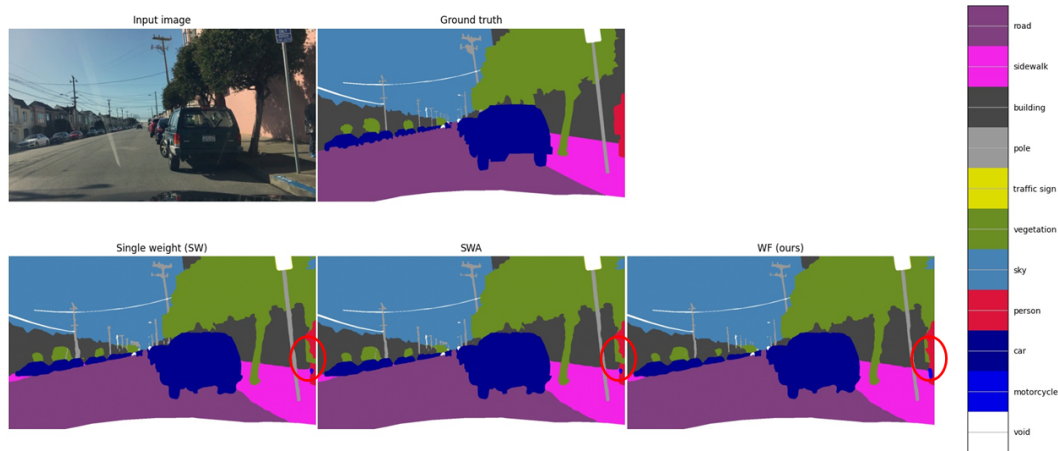 Input image
Ground truth
Single weight (SW)
SWA
WF (ours)
road
sidewalk
building
pole
traffic sign
vegetation
sky
person
car
motorcycle
void